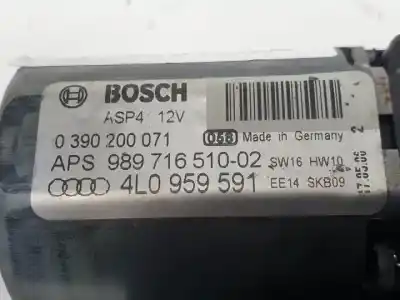 BOSCH
ASP4 12V
0 390 200 071
Made in Germany
APS 989 716 510-02
SW16 HW10
4L0 959 591
EE14 SKB09